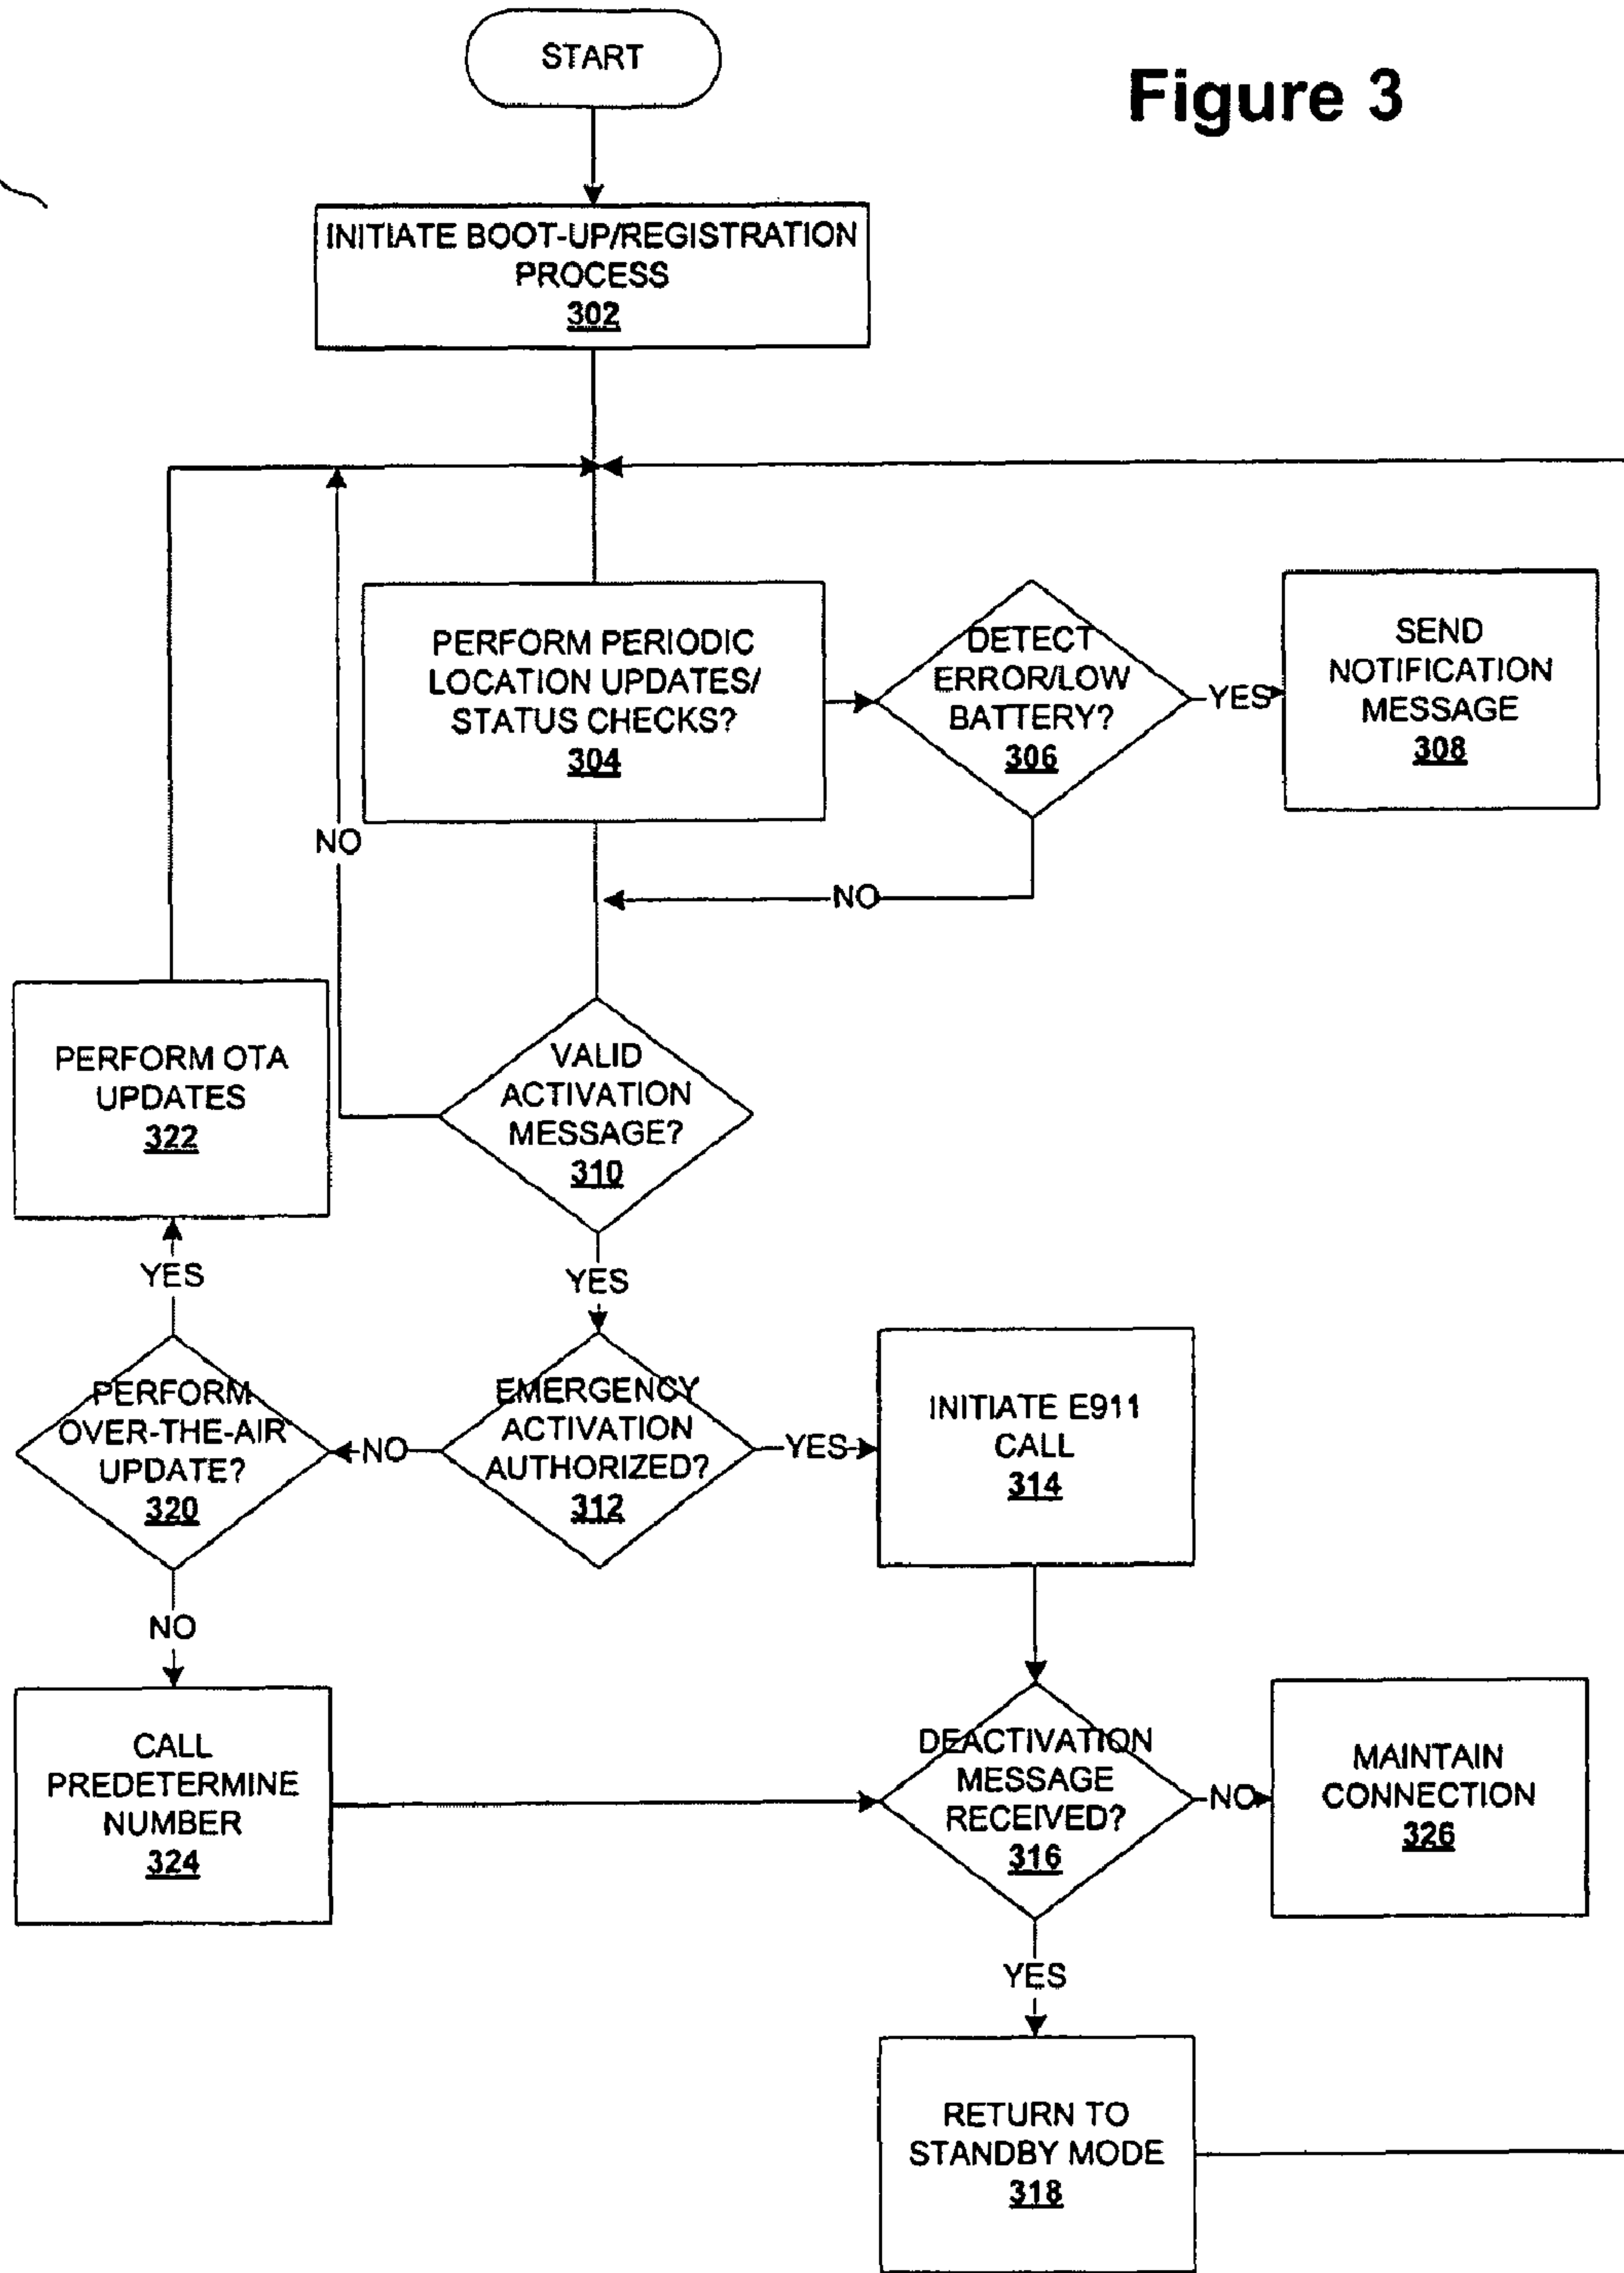 START
Figure 3
INITIATE BOOT-UP/REGISTRATION
PROCESS
302
PERFORM PERIODIC
LOCATION UPDATES/
STATUS CHECKS?
304
DETECT
ERROR/LOW
BATTERY?
306
YES
SEND
NOTIFICATION
MESSAGE
308
NO
NO
PERFORM OTA
UPDATES
322
VALID
ACTIVATION
MESSAGE?
310
YES
YES
PERFORM
OVER-THE-AIR
UPDATE?
320
NO
EMERGENCY
ACTIVATION
AUTHORIZED?
312
YES
INITIATE E911
CALL
314
NO
CALL
PREDETERMINE
NUMBER
324
DEACTIVATION
MESSAGE
RECEIVED?
316
NO
MAINTAIN
CONNECTION
326
YES
RETURN TO
STANDBY MODE
318